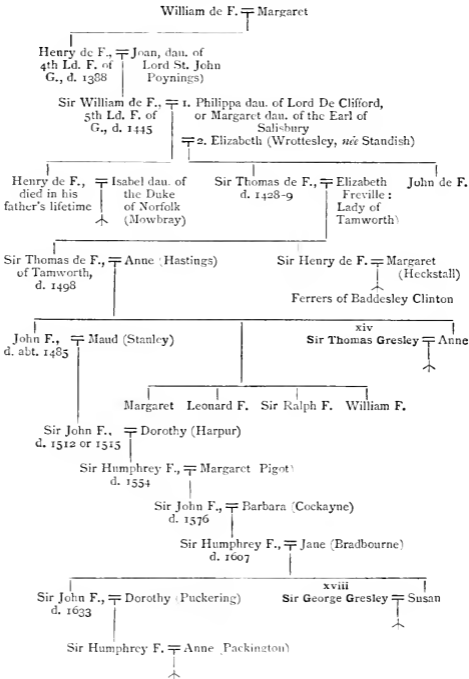 William de F. Margaret
Henry de F., Joan, dau. of
4th Ld. F. of Lord St. John
G., d. 1388 Poynings)
Sir William de F., 1. Philippa dau. of Lord De Clifford,
5th Ld. F. of or Margaret dau. of the Earl of
G., d. 1445 Salisbury
2. Elizabeth (Wrottesley, née Standish)
Henry de F., Isabel dau. of Sir Thomas de F., Elizabeth John de F.
died in his the Duke d. 1428-9 Freville:
father's lifetime of Norfolk Lady of
(Mowbray) Tamworth)
Sir Thomas de F., Anne (Hastings) Sir Henry de F. Margaret
of Tamworth, (Heckstall)
d. 1498
Ferrers of Baddesley Clinton
xiv
John F., Maud (Stanley) Sir Thomas Gresley Anne
d. abt. 1485
Margaret Leonard F. Sir Ralph F. William F.
Sir John F., Dorothy (Harpur)
d. 1512 or 1515
Sir Humphrey F., Margaret Pigot)
d. 1554
Sir John F., Barbara (Cockayne)
d. 1576
Sir Humphrey F., Jane (Bradbourne)
d. 1607
xviii
Sir John F., Dorothy (Puckering) Sir George Gresley Susan
d. 1633
Sir Humphrey F. Anne (Packington)